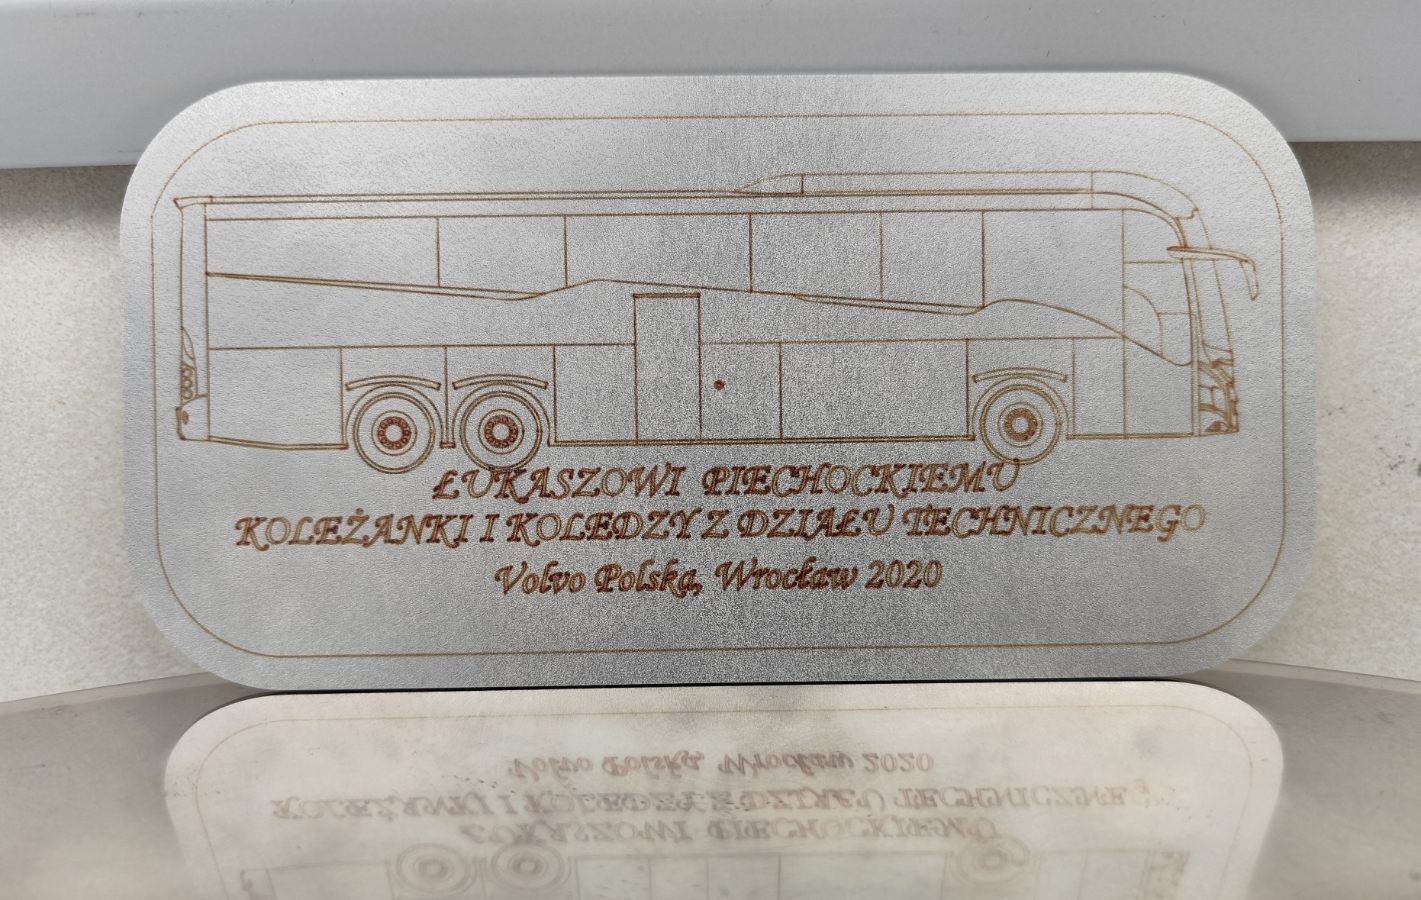 ŁUKASZOWI PIECHOCKIEMU
KOLEŻANKI I KOLEDZY Z DZIAŁU TECHNICZNEGO
Volvo Polska, Wrocław 2020